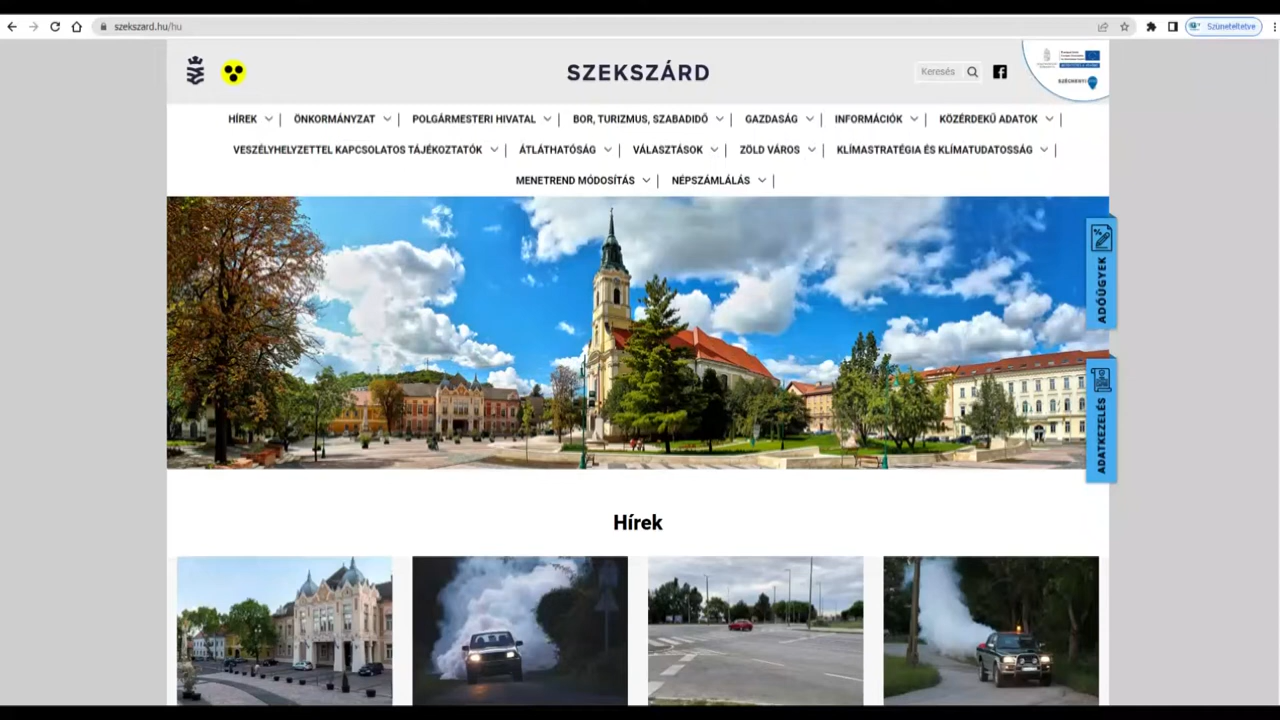 szekszard.hu/hu
Szüneteltetve
SZEKSZÁRD
Keresés
SZÉCHENYI
HÍREK
ÖNKORMÁNYZAT
POLGÁRMESTERI HIVATAL
BOR, TURIZMUS, SZABADIDŐ
GAZDASÁG
INFORMÁCIÓK
KÖZÉRDEKŰ ADATOK
VESZÉLYHELYZETTEL KAPCSOLATOS TÁJÉKOZTATÓK
ÁTLÁTHATÓSÁG
VÁLASZTÁSOK
ZÖLD VÁROS
KLÍMASTRATÉGIA ÉS KLÍMATUDATOSSÁG
MENETREND MÓDOSÍTÁS
NÉPSZÁMLÁLÁS
ADÓÜGYEK
ADATKEZELÉS
Hírek